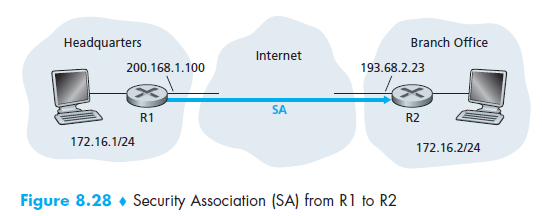 Headquarters
Internet
Branch Office
200.168.1.100
193.68.2.23
SA
R1
R2
172.16.1/24
172.16.2/24
Figure 8.28 ♦ Security Association (SA) from R1 to R2